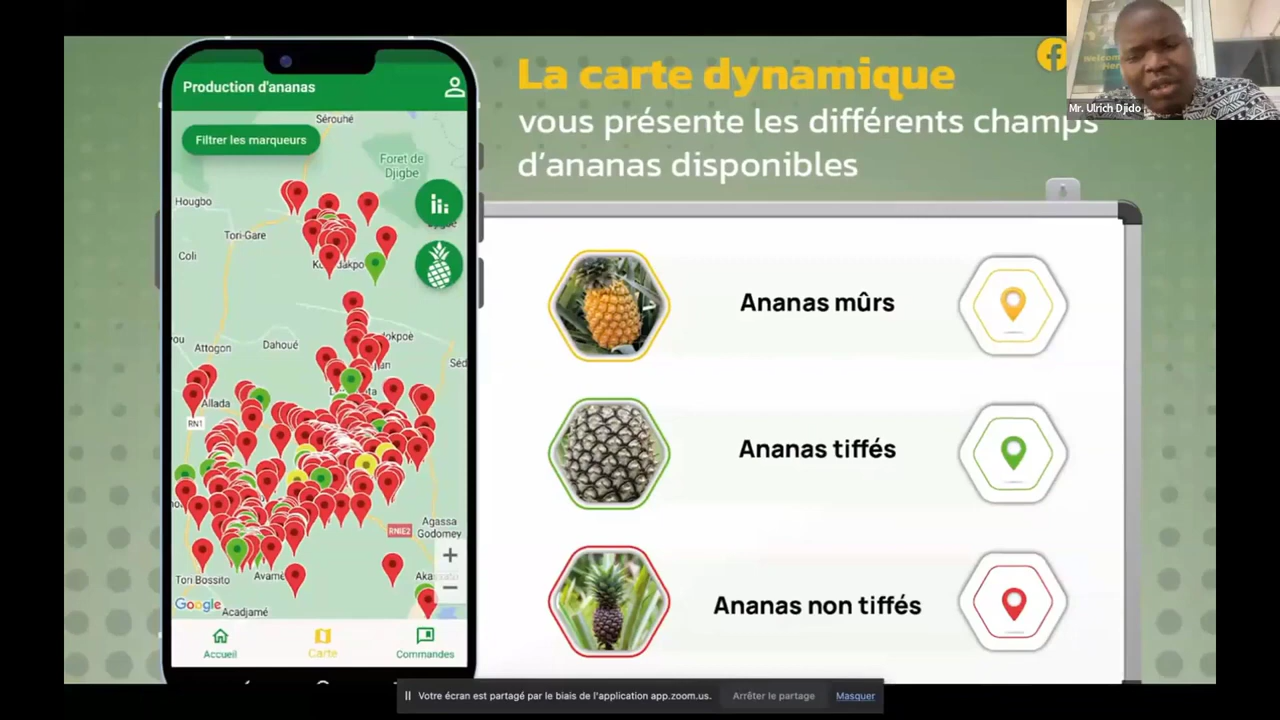 Production d'ananas
Filtrer les marqueurs
Sérouhé
Foret de
Djigbe
Hougbo
Tori-Gare
Coli
Dahoué
Attogon
Allada
RN1
RNIE2
Agassa
Godomey
Tori Bossito
Acadjamé
Google
+
−
Accueil
Carte
Commandes
La carte dynamique
vous présente les différents champs
d'ananas disponibles
Ananas mûrs
Ananas tiffés
Ananas non tiffés
Mr. Ulrich Djido
Votre écran est partagé par le biais de l'application app.zoom.us.
Arrêter le partage
Masquer